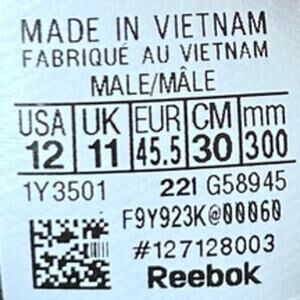 MADE IN VIETNAM
FABRIQUÉ AU VIETNAM
MALE/MÂLE
USA UK EUR CM mm
12 11 45.5 30 300
1Y3501 221 G58945
F9Y923K@00060
#127128003
Reebok